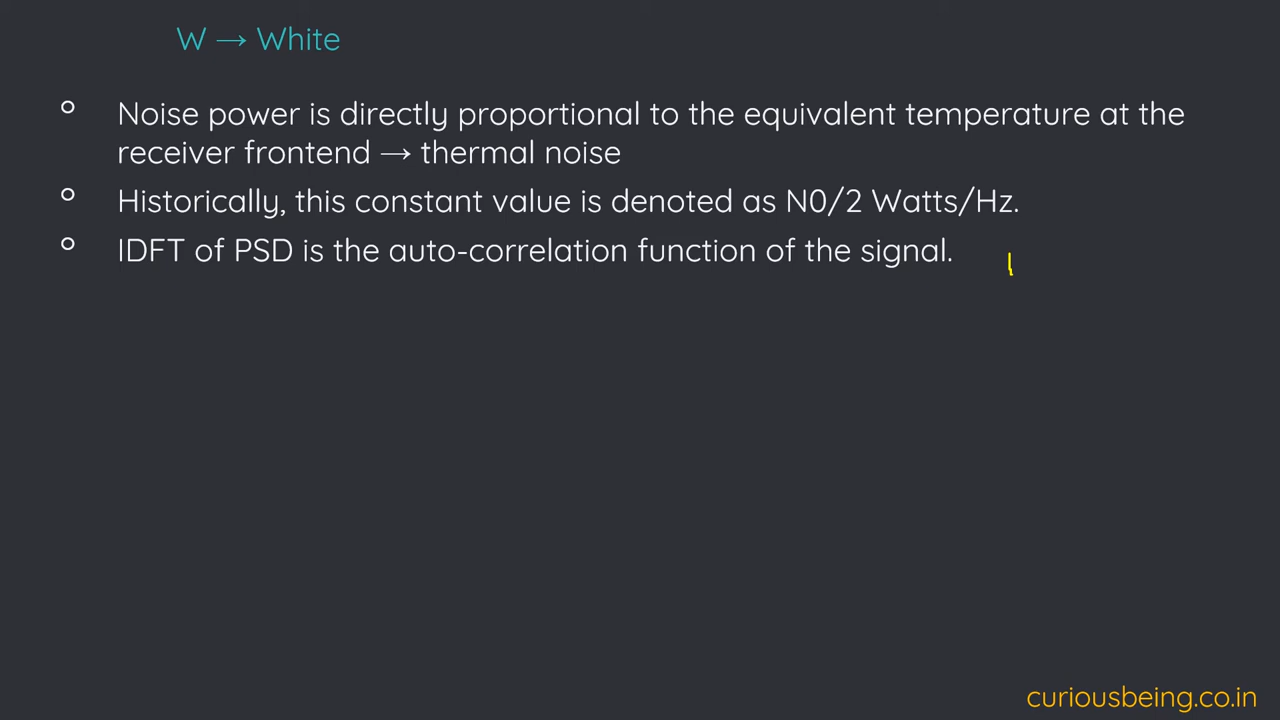 W → White
Noise power is directly proportional to the equivalent temperature at the
receiver frontend → thermal noise
Historically, this constant value is denoted as N0/2 Watts/Hz.
IDFT of PSD is the auto-correlation function of the signal.
curiousbeing.co.in